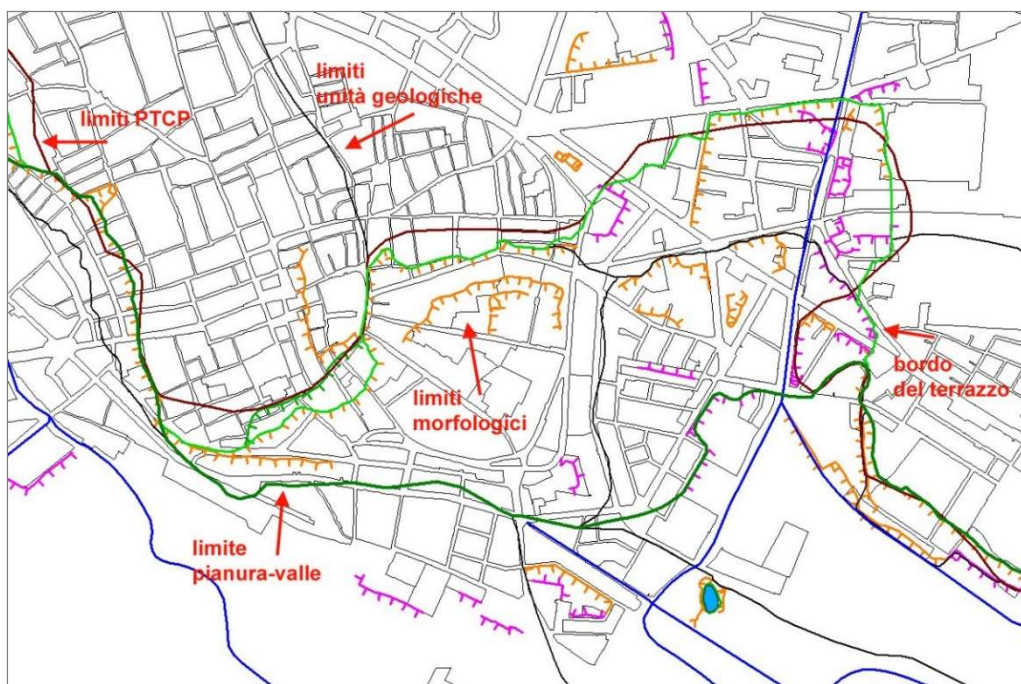 limiti
unità geologiche
limiti PTCP
limiti
morfologici
bordo
del terrazzo
limite
pianura-valle